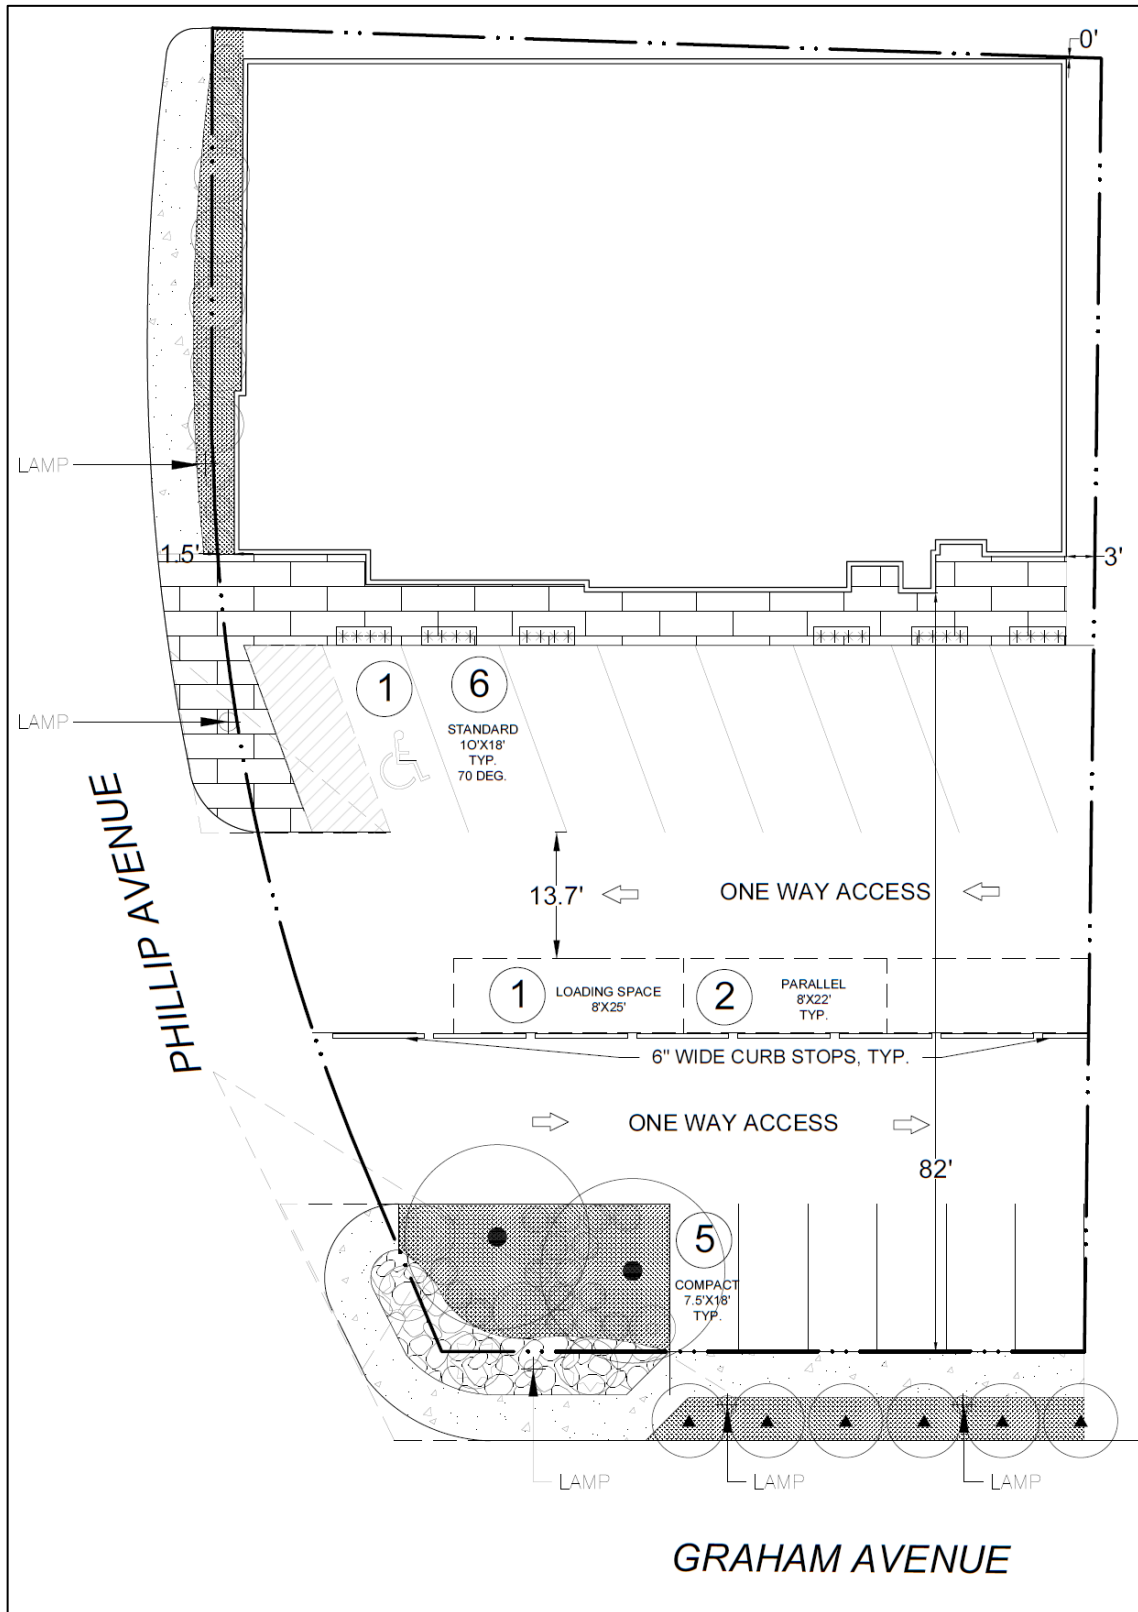 0'
LAMP
1.5'
3'
1
6
STANDARD
10'X18'
TYP.
70 DEG.
LAMP
PHILLIP AVENUE
13.7'
ONE WAY ACCESS
1
LOADING SPACE
8'X25'
2
PARALLEL
8'X22'
TYP.
6" WIDE CURB STOPS, TYP.
ONE WAY ACCESS
82'
5
COMPACT
7.5'X18'
TYP.
LAMP
LAMP
LAMP
GRAHAM AVENUE